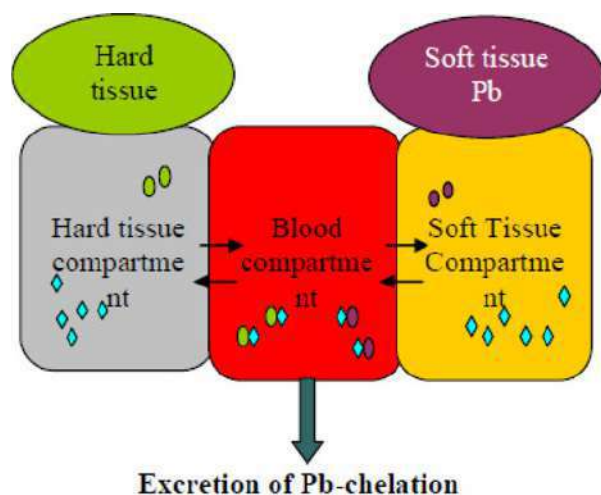 Hard
tissue
Soft tissue
Pb
Hard tissue
compartme
nt
Blood
compartme
nt
Soft Tissue
Compartme
nt
Excretion of Pb-chelation